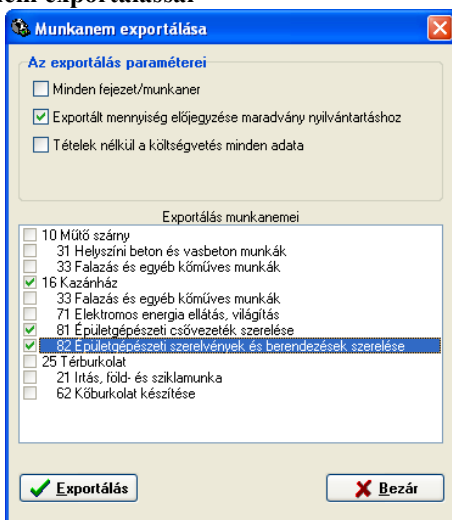 em exportálással
Munkanem exportálása
Az exportálás paraméterei
Minden fejezet/munkaner
Exportált mennyiség előjegyzése maradvány nyilvántartáshoz
Tételek nélkül a költségvetés minden adata
Exportálás munkanemei
10 Műtő szárny
31 Helyszíni beton és vasbeton munkák
33 Falazás és egyéb kőműves munkák
16 Kazánház
33 Falazás és egyéb kőműves munkák
71 Elektromos energia ellátás, világítás
81 Épületgépészeti csővezeték szerelése
82 Épületgépészeti szerelvények és berendezések szerelése
25 Térburkolat
21 Irtás, föld- és sziklamunka
62 Kőburkolat készítése
Exportálás
Bezár